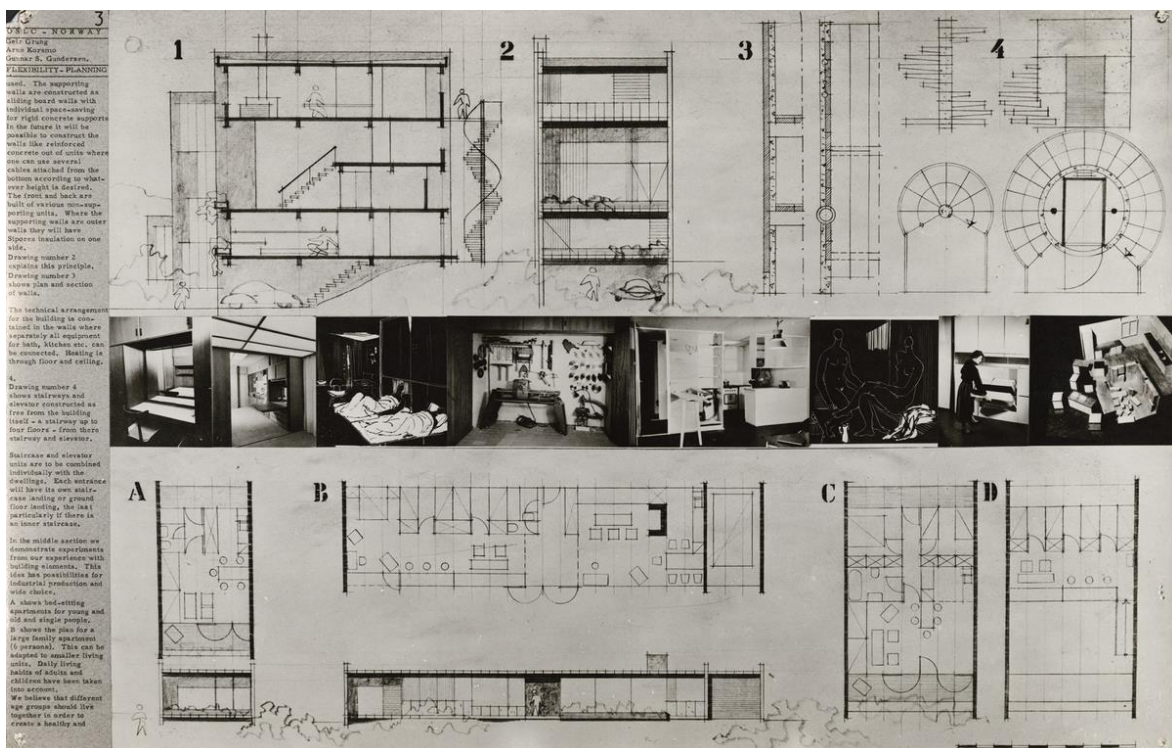 3
OSLO - NORWAY
Geir Grung
Arne Korsmo
Gunnar S. Gundersen.
FLEXIBILITY - PLANNING
used. The supporting
walls are constructed as
sliding board walls with
individual space-saving
for rigid concrete supports
In the future it will be
possible to construct the
walls like reinforced
concrete out of units where
one can use several
cables attached from the
bottom according to what-
ever height is desired.
The front and back are
built of various non-sup-
porting units. Where the
supporting walls are outer
walls they will have
Siporex insulation on one
side.
Drawing number 2
explains this principle.
Drawing number 3
shows plan and section
of walls.
The technical arrangement
for the building is con-
tained in the walls where
separately all equipment
for bath, kitchen etc. can
be connected. Heating is
through floor and ceiling.
4.
Drawing number 4
shows stairways and
elevator constructed as
free from the building
itself - a stairway up to
four floors - from there
stairway and elevator.
Staircase and elevator
units are to be combined
individually with the
dwellings. Each entrance
will have its own stair-
case landing or ground
floor landing, the last
particularly if there is
an inner staircase.
In the middle section we
demonstrate experiments
from our experience with
building elements. This
idea has possibilities for
industrial production and
wide choice.
A shows bed-sitting
apartments for young and
old and single people.
B shows the plan for a
large family apartment
(6 persons). This can be
adapted to smaller living
units. Daily living
habits of adults and
children have been taken
into account.
We believe that different
age groups should live
together in order to
create a healthy and
1
2
3
4
A
B
C
D